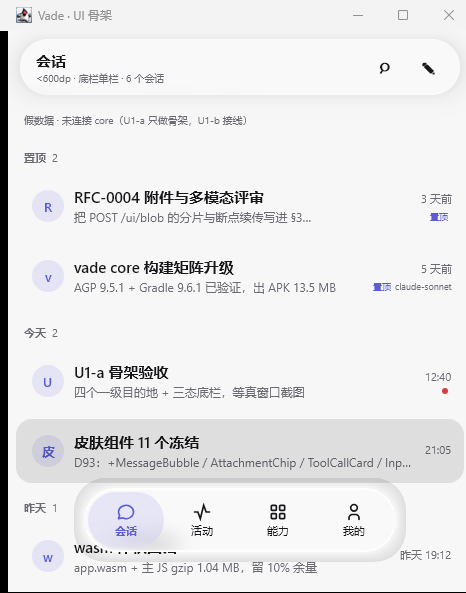 Vade · UI 骨架
会话
<600dp · 底栏单栏 · 6 个会话
假数据 · 未连接 core（U1-a 只做骨架，U1-b 接线）
置顶 2
R
RFC-0004 附件与多模态评审
3 天前
把 POST /ui/blob 的分片与断点续传写进 §3...
置顶
v
vade core 构建矩阵升级
5 天前
AGP 9.5.1 + Gradle 9.6.1 已验证，出 APK 13.5 MB
置顶 claude-sonnet
今天 2
U
U1-a 骨架验收
12:40
四个一级目的地 + 三态底栏，等真窗口截图
皮
皮肤组件 11 个冻结
21:05
D93：+MessageBubble / AttachmentChip / ToolCallCard / Inp...
昨天 1
会话
活动
能力
我的
w
wasm
昨天 19:12
app.wasm + 主 JS gzip 1.04 MB，留 10% 余量